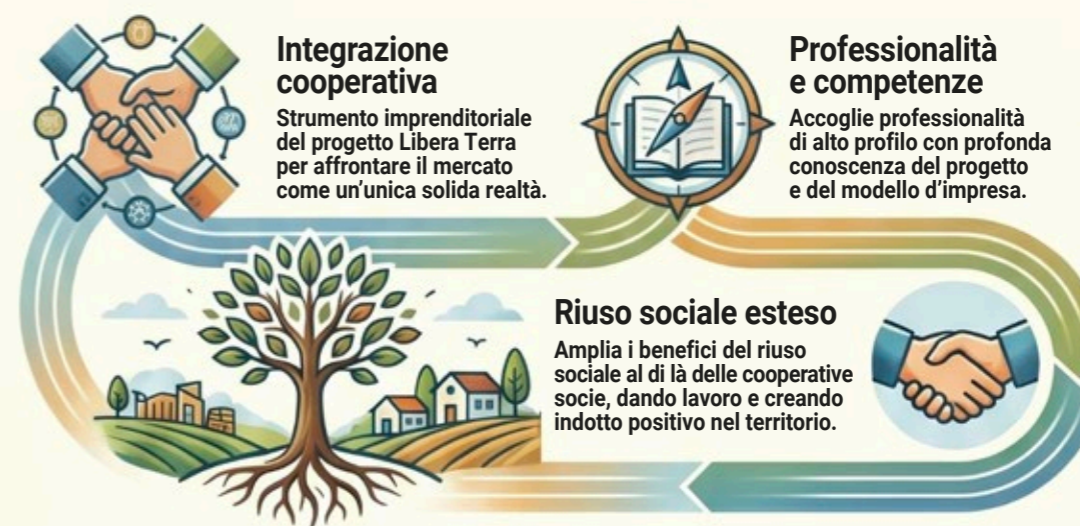 Integrazione
cooperativa
Strumento imprenditoriale
del progetto Libera Terra
per affrontare il mercato
come un'unica solida realtà.
Professionalità
e competenze
Accoglie professionalità
di alto profilo con profonda
conoscenza del progetto
e del modello d'impresa.
Riuso sociale esteso
Amplia i benefici del riuso
sociale al di là delle cooperative
socie, dando lavoro e creando
indotto positivo nel territorio.